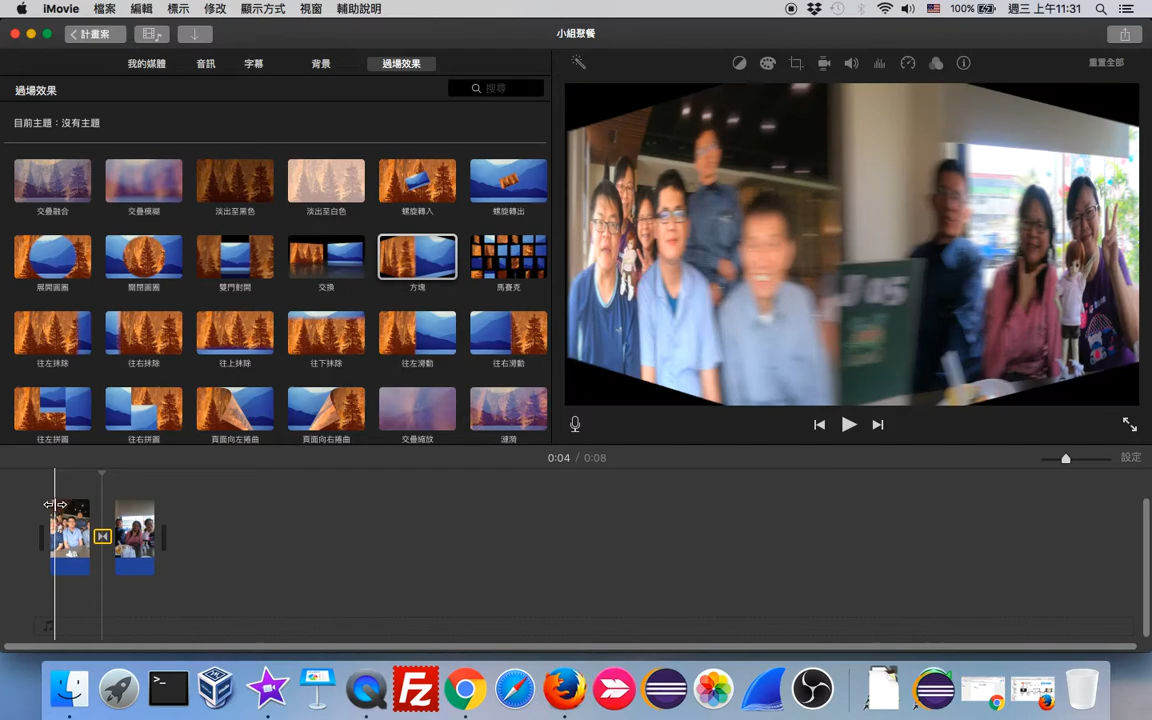 iMovie 檔案 編輯 標示 修改 顯示方式 視窗 輔助說明 100% 週三 上午11:31
計畫案 小組聚餐
我的媒體 音訊 字幕 背景 過場效果 重置全部
過場效果 搜尋
目前主題：沒有主題
交疊融合 交疊模糊 淡出至黑色 淡出至白色 螺旋轉入 螺旋轉出
展開圓圈 關閉圓圈 雙門對開 交換 方塊 馬賽克
往左抹除 往右抹除 往上抹除 往下抹除 往左滑動 往右滑動
往左拼圖 往右拼圖 頁面向左捲曲 頁面向右捲曲 交疊縮放 漣漪
0:04 / 0:08 設定
>_
Fz